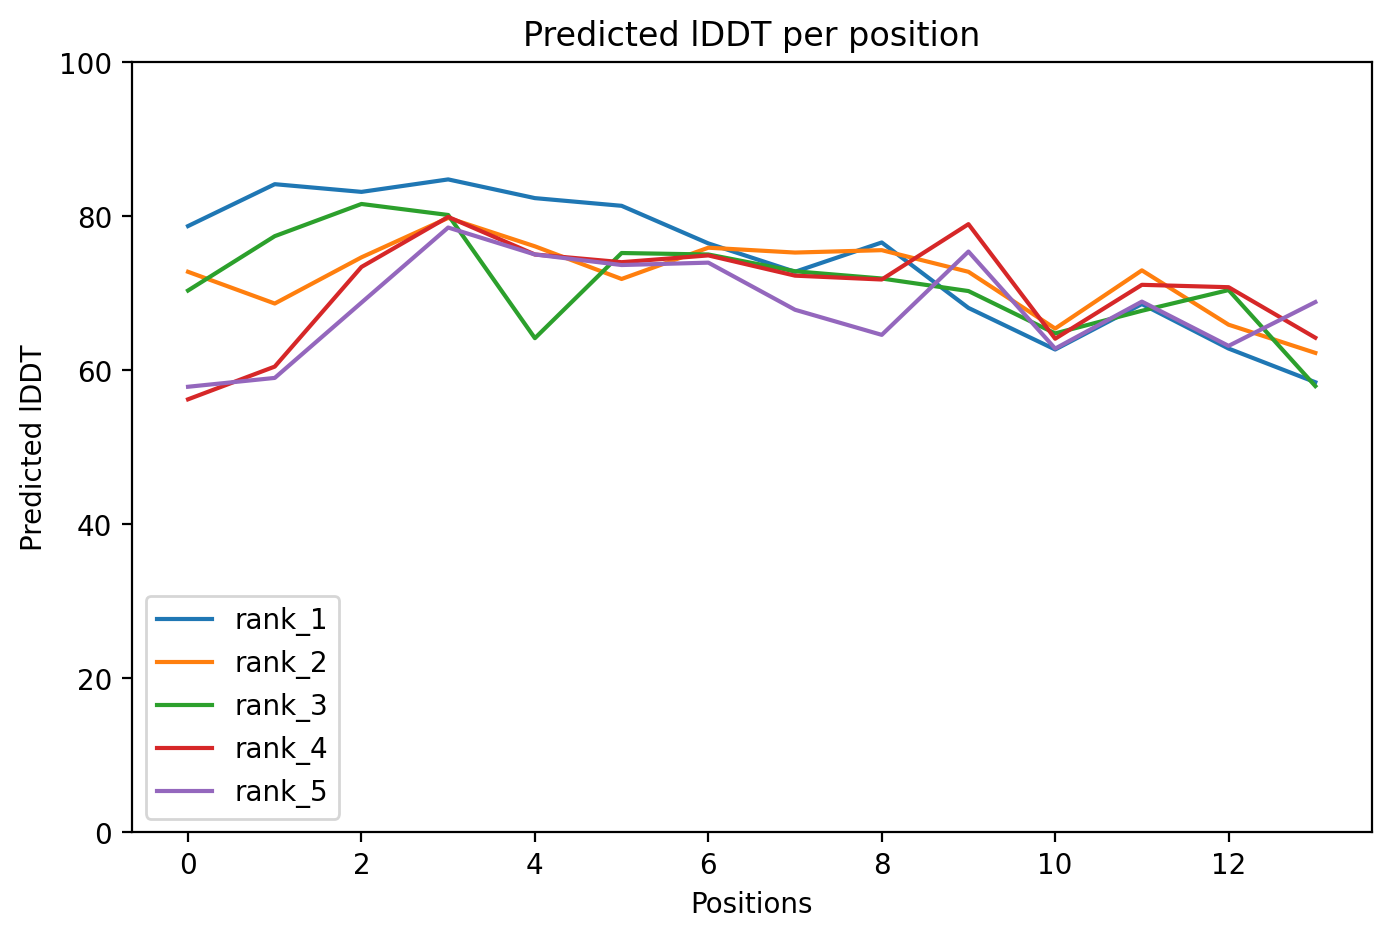 Predicted lDDT per position
100
80
60
40
20
0
Predicted lDDT
rank_1
rank_2
rank_3
rank_4
rank_5
0 2 4 6 8 10 12
Positions